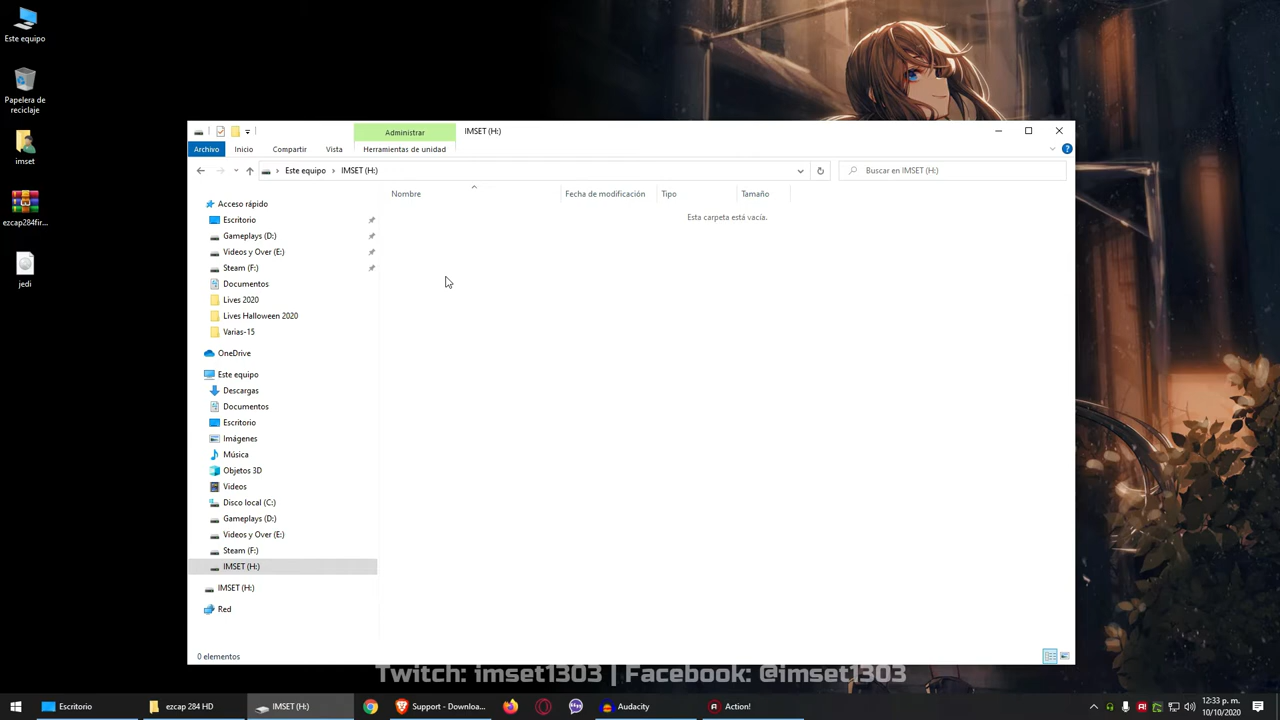 Este equipo
Papelera de
reciclaje
imset
ezcap284fir...
jedi
Administrar
IMSET (H:)
Archivo
Inicio
Compartir
Vista
Herramientas de unidad
Este equipo
IMSET (H:)
Buscar en IMSET (H:)
Nombre
Fecha de modificación
Tipo
Tamaño
Esta carpeta está vacía.
Acceso rápido
Escritorio
Gameplays (D:)
Videos y Over (E:)
Steam (F:)
Documentos
Lives 2020
Lives Halloween 2020
Varias-15
OneDrive
Este equipo
Descargas
Documentos
Escritorio
Imágenes
Música
Objetos 3D
Videos
Disco local (C:)
Gameplays (D:)
Videos y Over (E:)
Steam (F:)
IMSET (H:)
IMSET (H:)
Red
0 elementos
Twitch: imset1303 | Facebook: @imset1303
Escritorio
ezcap 284 HD
IMSET (H:)
Support - Downloa...
Audacity
Action!
12:33 p. m.
10/10/2020